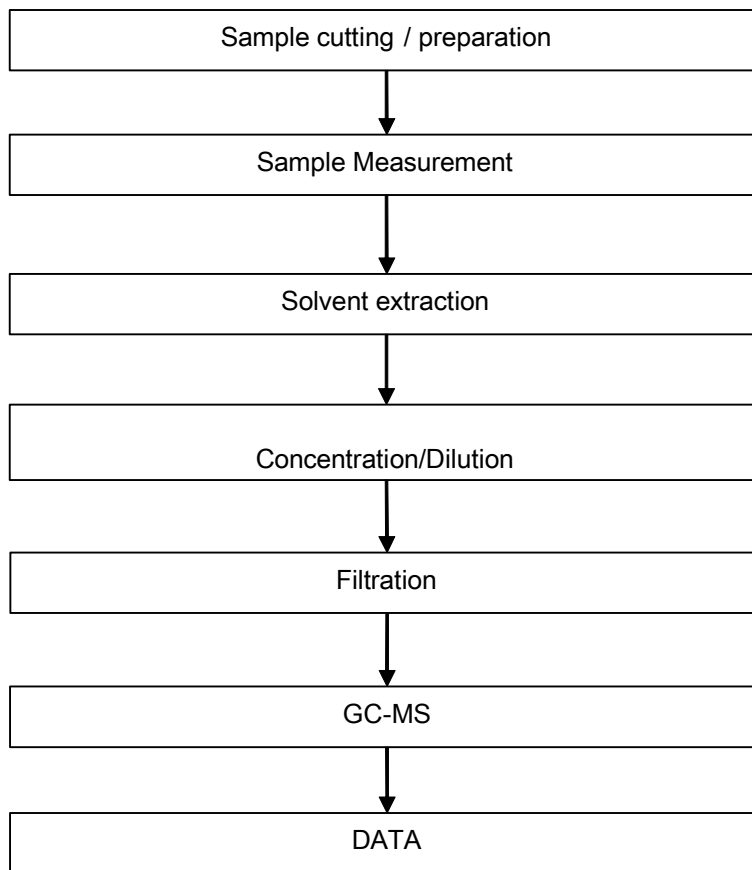 Sample cutting / preparation
Sample Measurement
Solvent extraction
Concentration/Dilution
Filtration
GC-MS
DATA